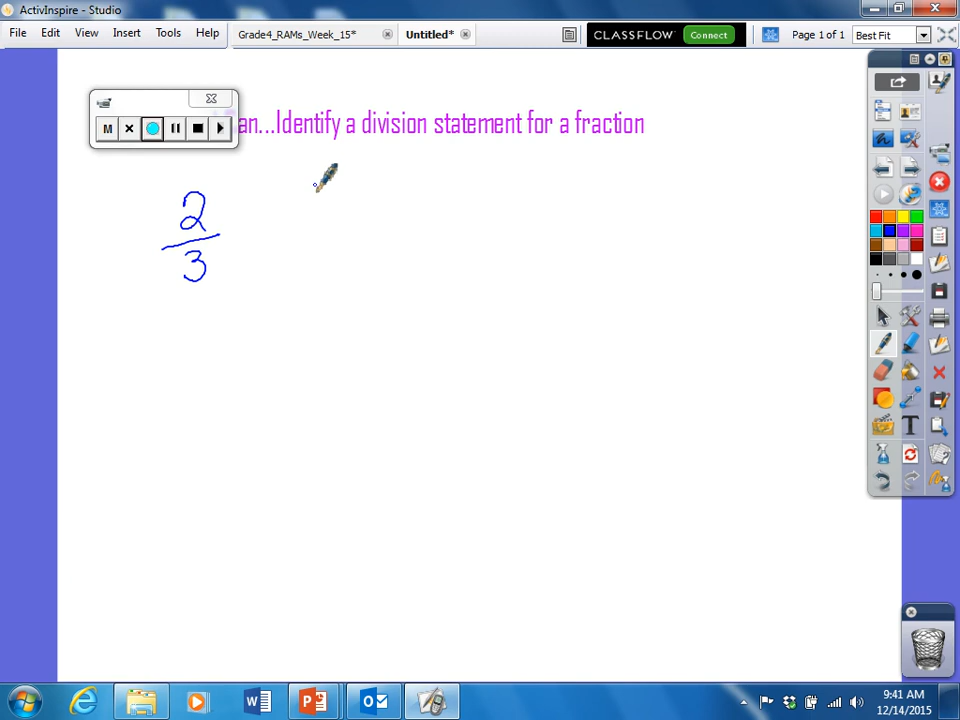 ActivInspire - Studio
File Edit View Insert Tools Help Grade4_RAMs_Week_15* Untitled* CLASSFLOW Connect Page 1 of 1 Best Fit
M
an...Identify a division statement for a fraction
2
3
T
W
P
9:41 AM
12/14/2015